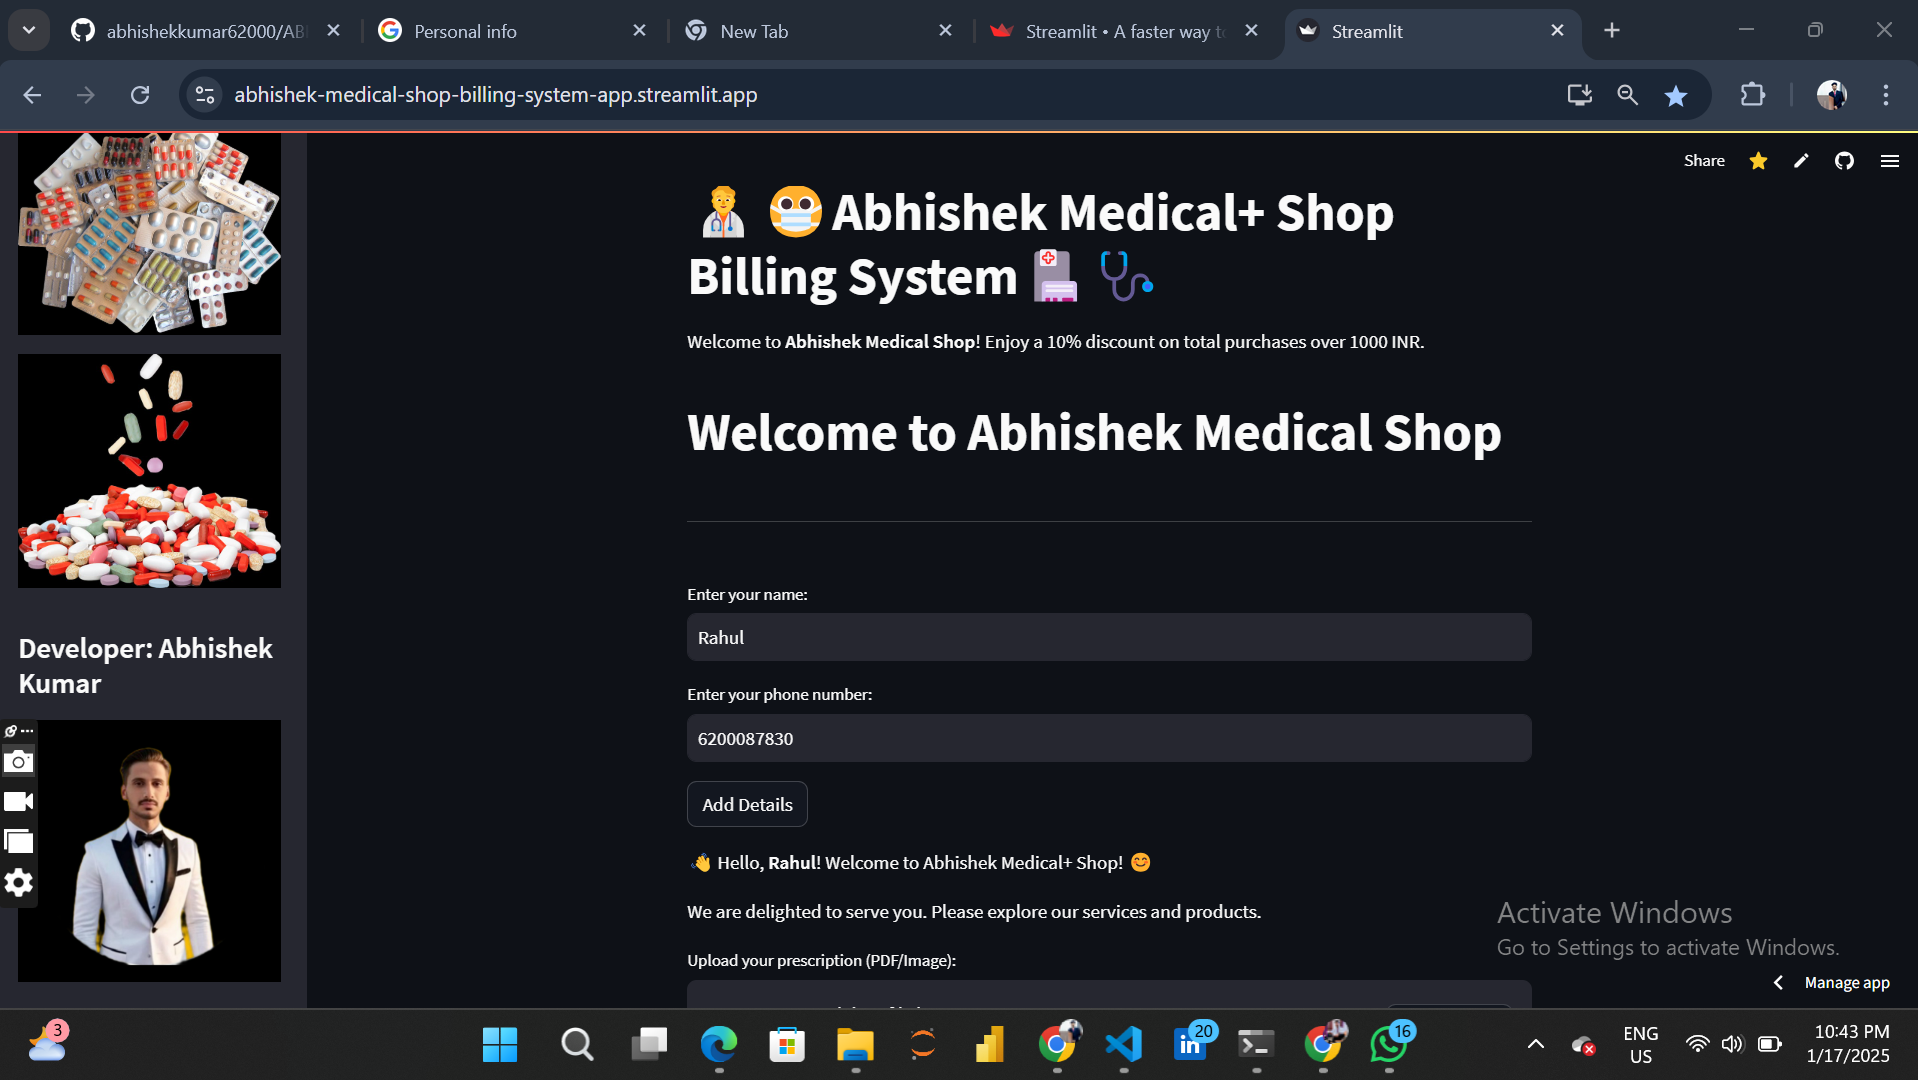 abhishekkumar62000/AB
Personal info
New Tab
Streamlit • A faster way to
Streamlit
abhishek-medical-shop-billing-system-app.streamlit.app
Share
Abhishek Medical+ Shop
Billing System
Welcome to Abhishek Medical Shop! Enjoy a 10% discount on total purchases over 1000 INR.
Welcome to Abhishek Medical Shop
Enter your name:
Rahul
Enter your phone number:
6200087830
Add Details
Hello, Rahul! Welcome to Abhishek Medical+ Shop!
We are delighted to serve you. Please explore our services and products.
Upload your prescription (PDF/Image):
Developer: Abhishek
Kumar
Activate Windows
Go to Settings to activate Windows.
Manage app
3
20
16
ENG
US
10:43 PM
1/17/2025